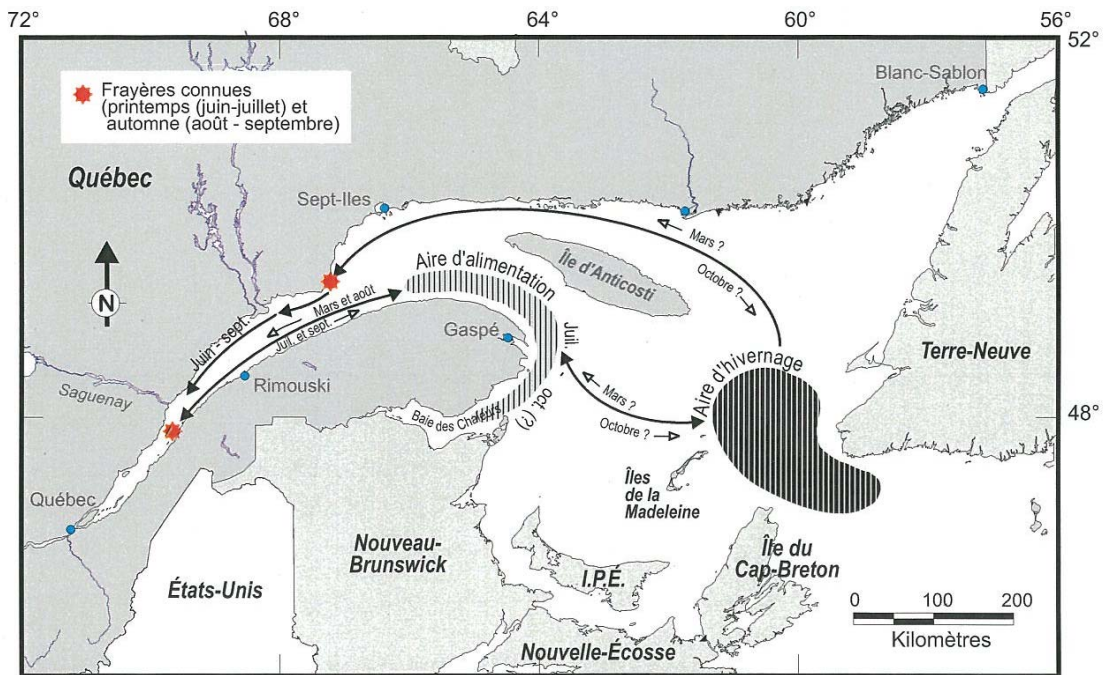 72°
68°
64°
60°
56°
52°
Frayères connues
(printemps (juin-juillet) et
automne (août - septembre)
Blanc-Sablon
Québec
Sept-Iles
Mars ?
Octobre ?
Île d'Anticosti
Aire d'alimentation
N
Mars et août
Juil. et sept.
Juin - sept.
Gaspé
Juil. - oct. (?)
Terre-Neuve
Aire d'hivernage
Rimouski
Saguenay
Mars ?
Octobre ?
Baie des Chaleurs
48°
Îles
de la
Madeleine
Québec
Nouveau-
Brunswick
Île du
Cap-Breton
États-Unis
I.P.É.
0 100 200
Kilomètres
Nouvelle-Écosse